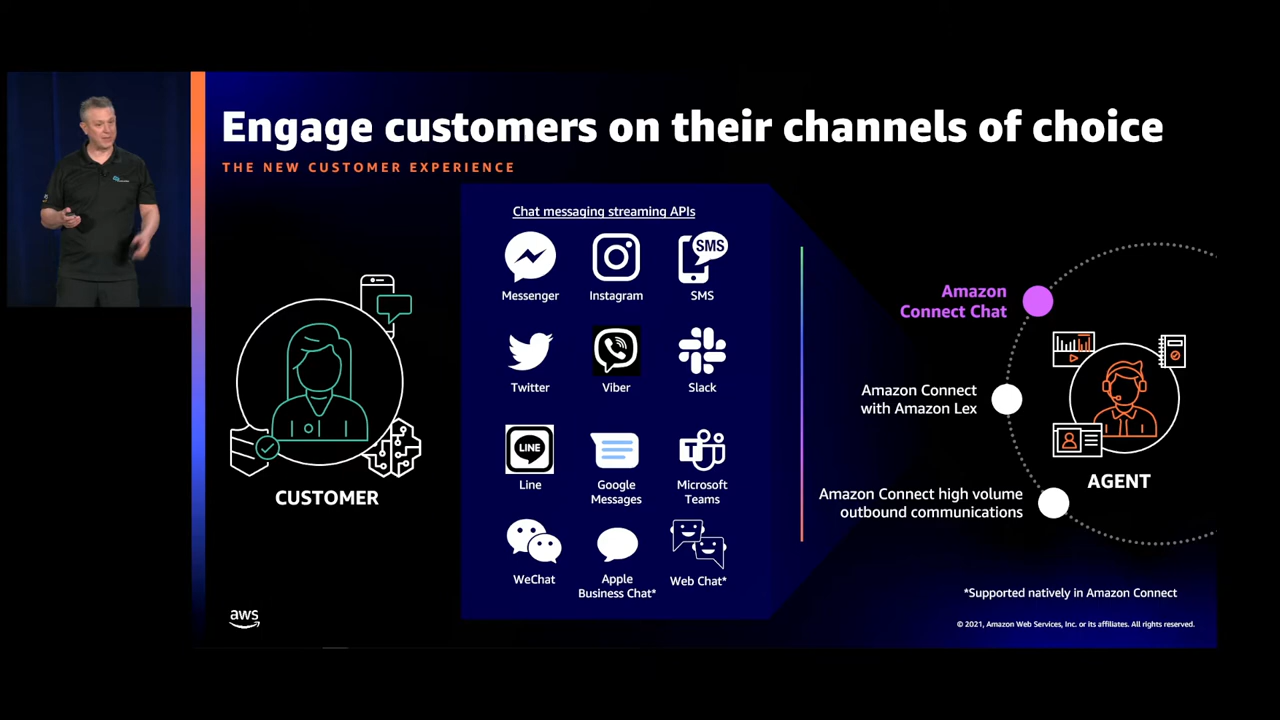 Engage customers on their channels of choice
THE NEW CUSTOMER EXPERIENCE
Chat messaging streaming APIs
Messenger
Instagram
SMS
SMS
Twitter
Viber
Slack
LINE
T
Line
Google
Messages
Microsoft
Teams
WeChat
Apple
Business Chat*
Web Chat*
CUSTOMER
Amazon
Connect Chat
Amazon Connect
with Amazon Lex
Amazon Connect high volume
outbound communications
AGENT
*Supported natively in Amazon Connect
aws
© 2021, Amazon Web Services, Inc. or its affiliates. All rights reserved.